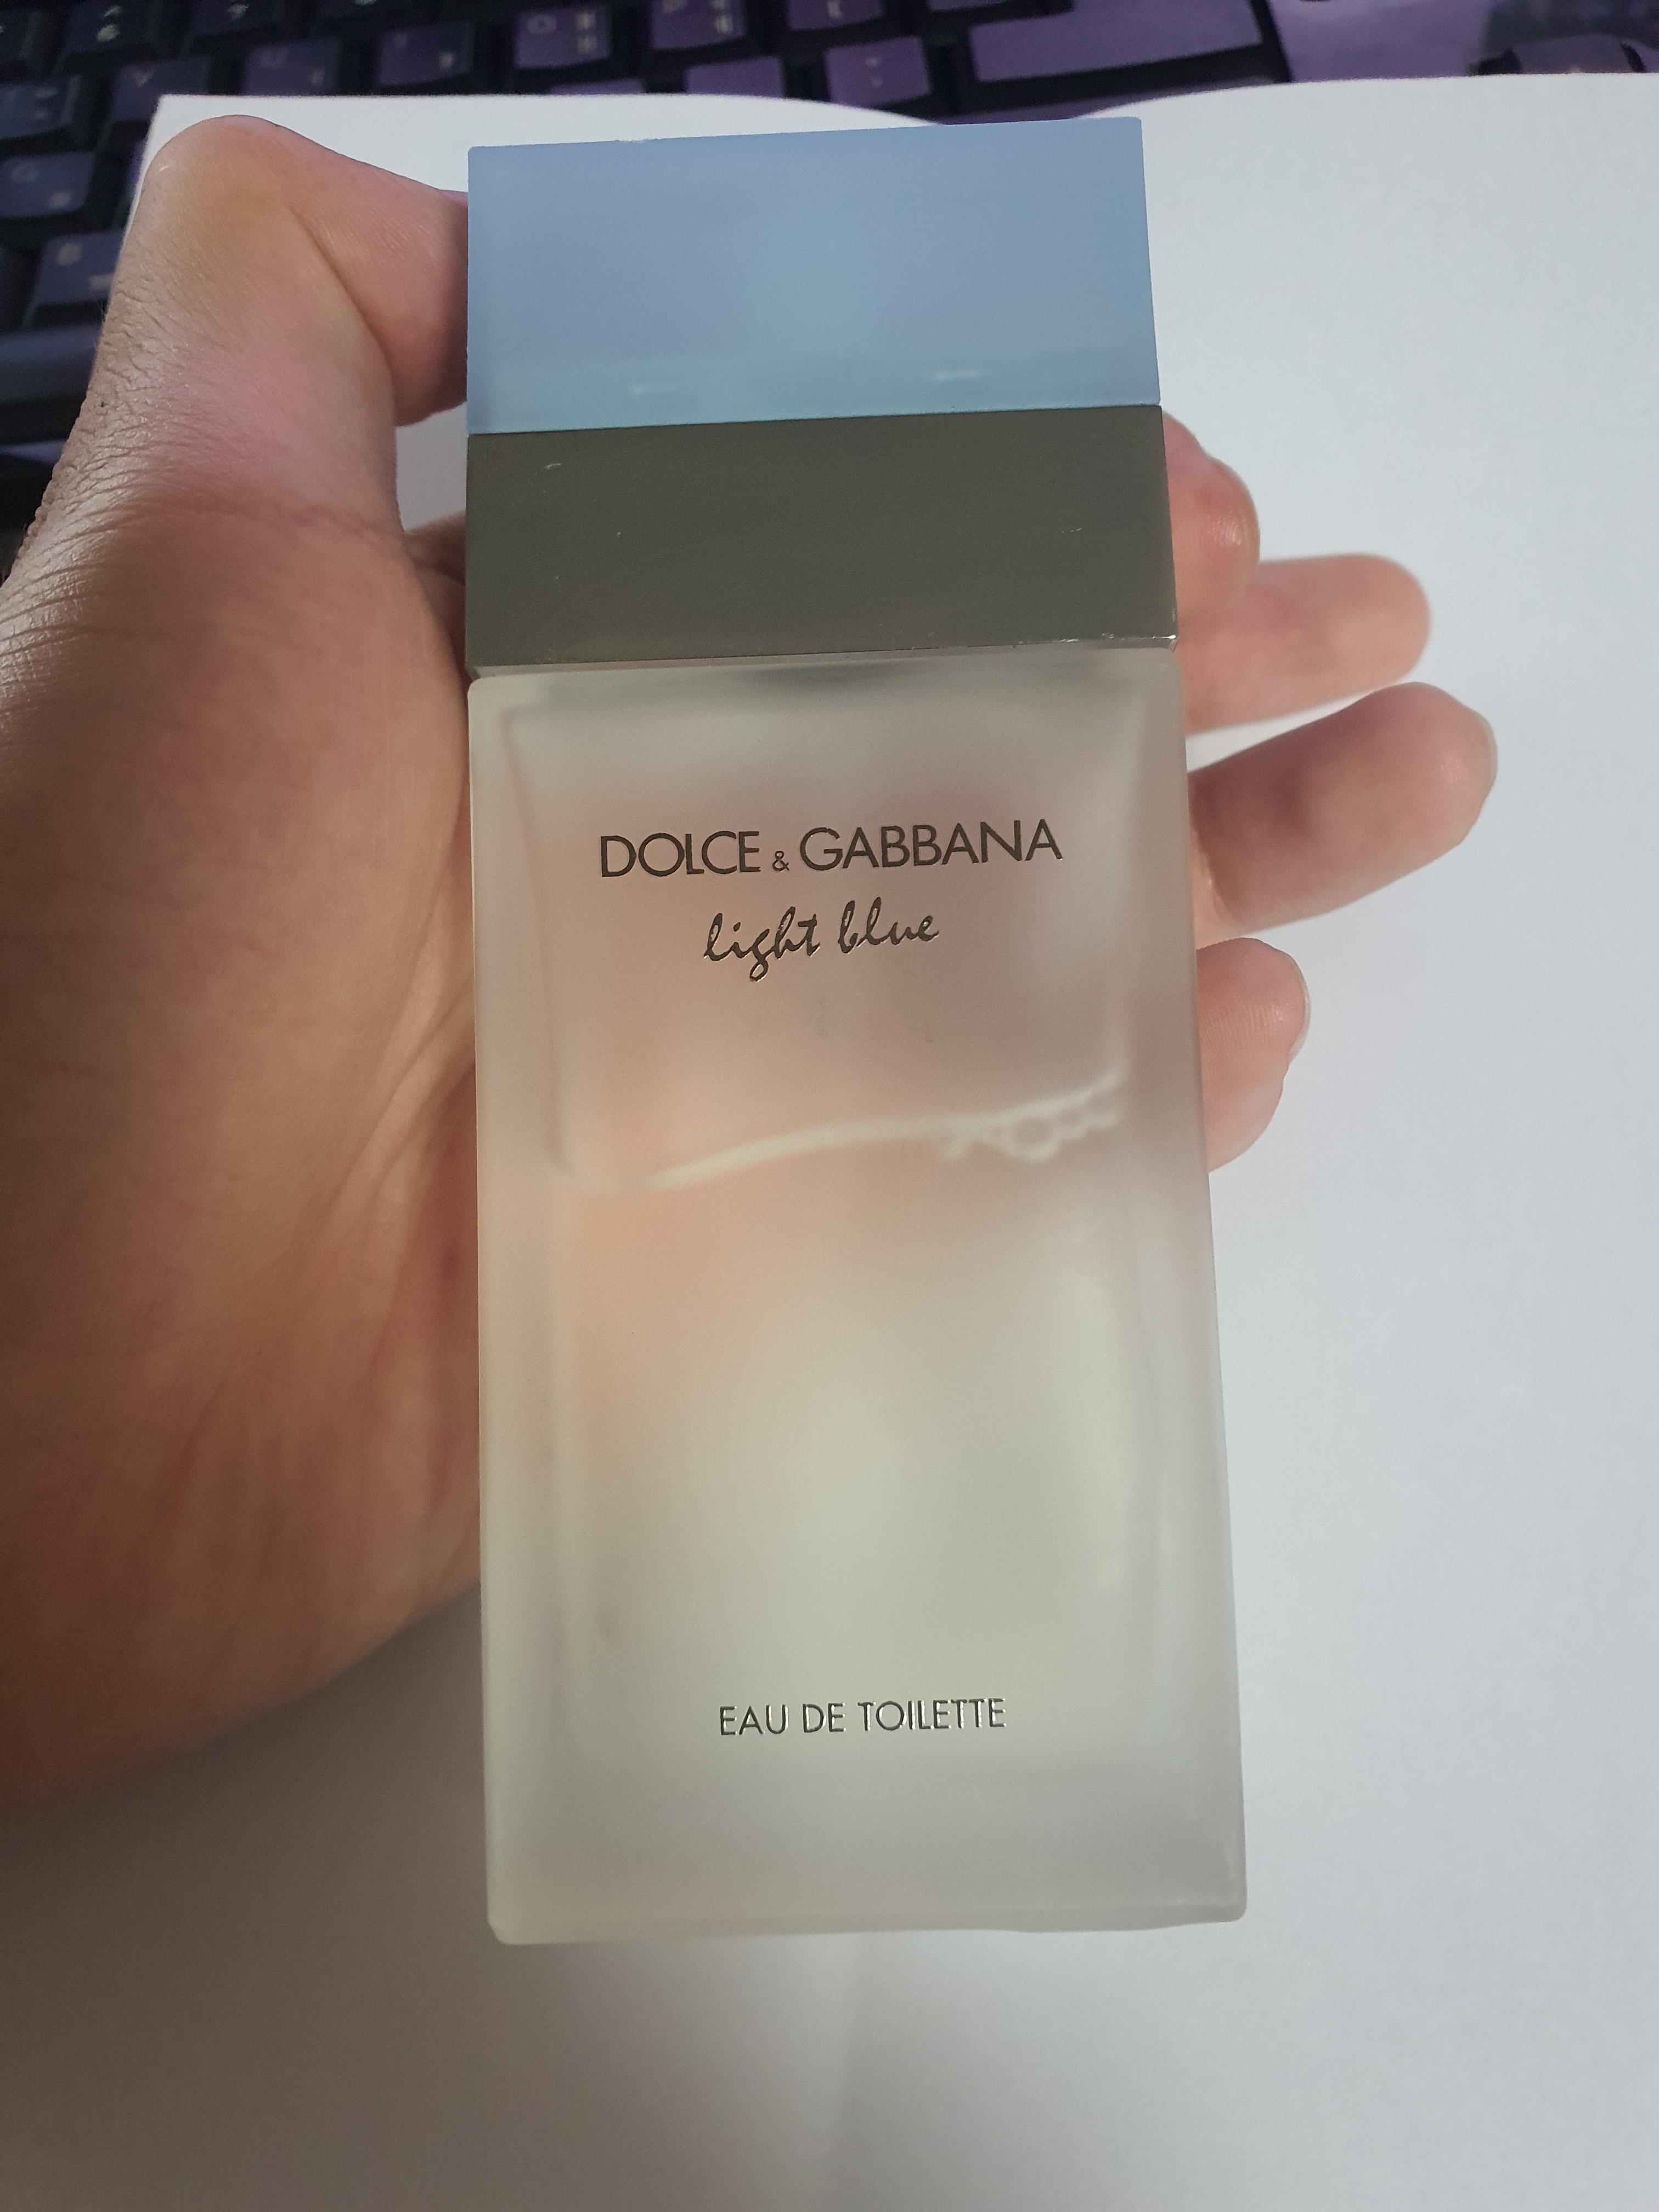 DOLCE & GABBANA
light blue
EAU DE TOILETTE